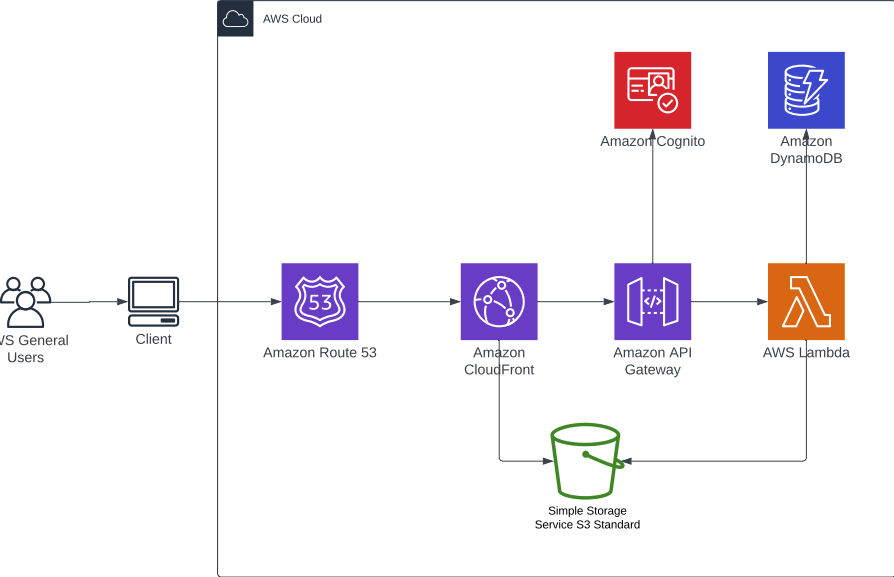 AWS Cloud
Amazon Cognito
Amazon
DynamoDB
53
</>
WS General
Users
Client
Amazon Route 53
Amazon
CloudFront
Amazon API
Gateway
AWS Lambda
Simple Storage
Service S3 Standard